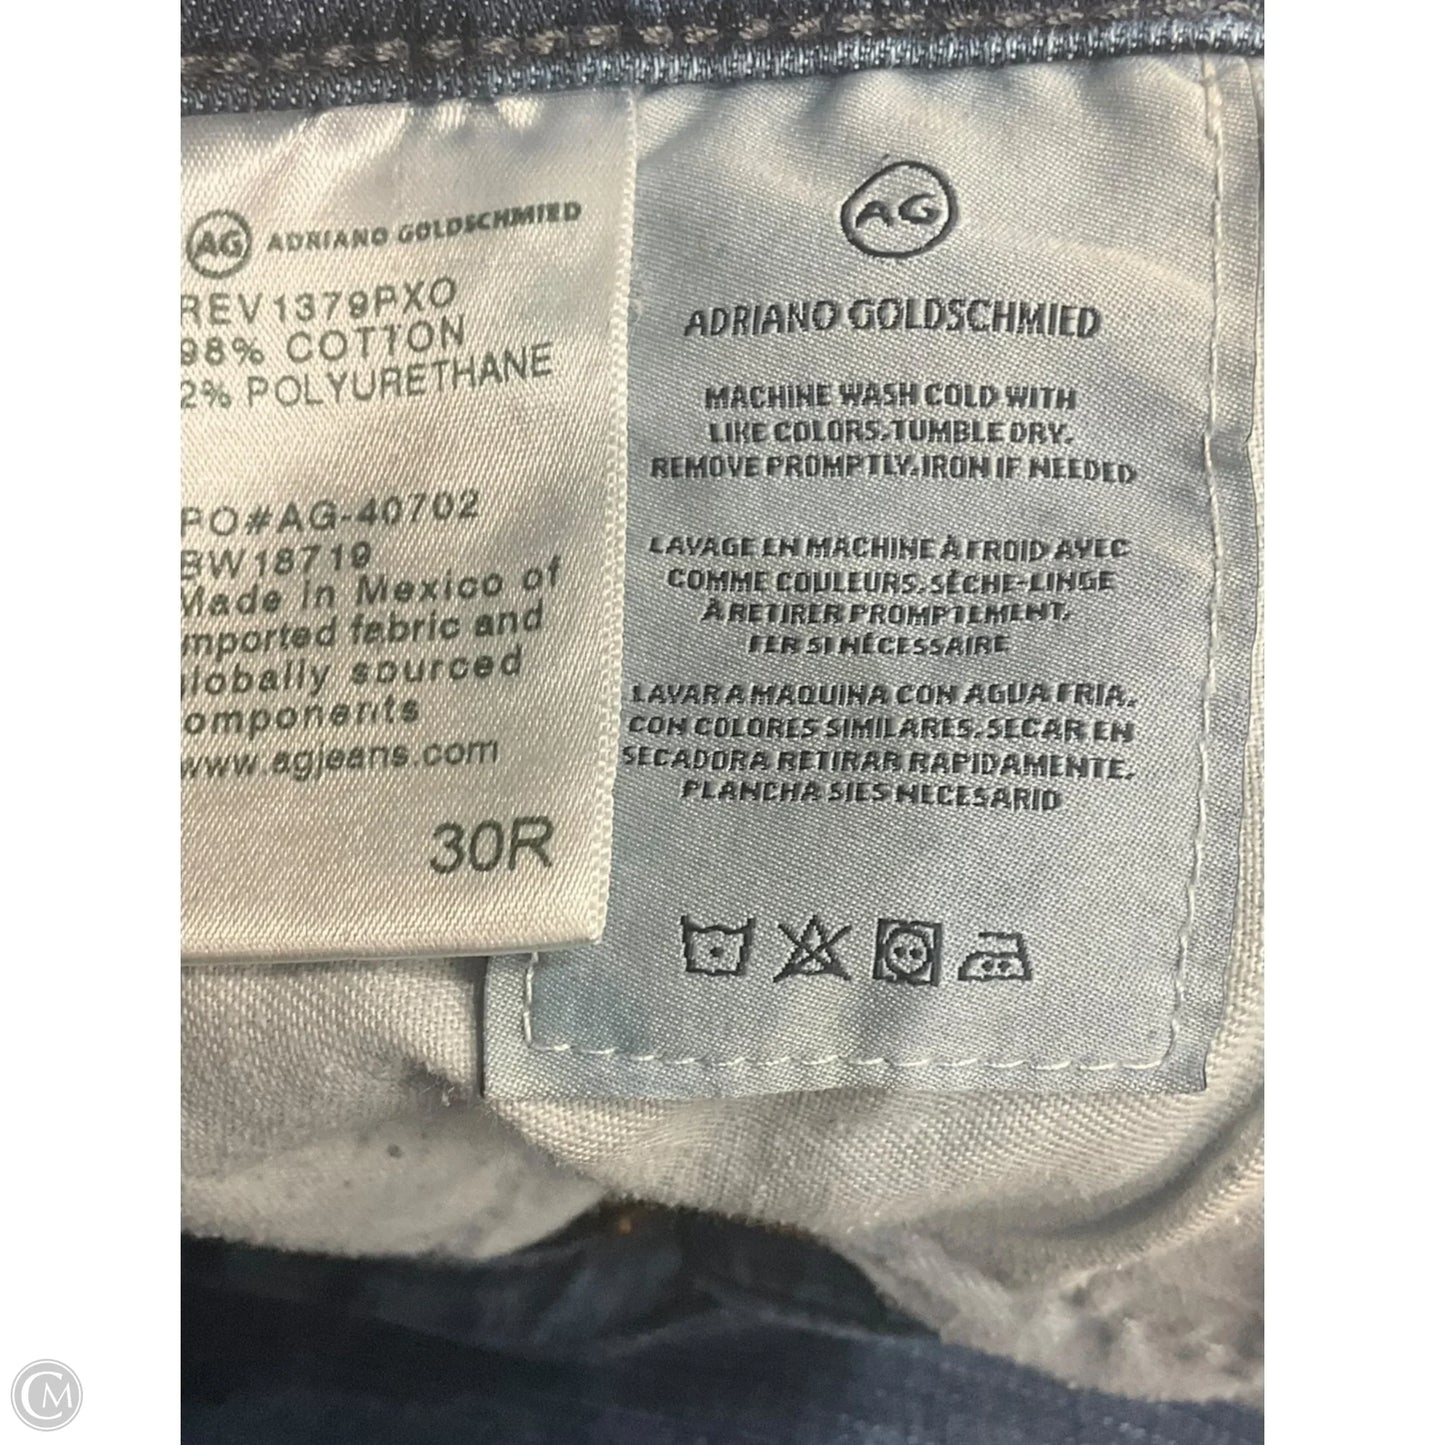 AG ADRIANO GOLDSCHMIED
REV1379PXO
98% COTTON
2% POLYURETHANE
PO#AG-40702
BW18719
Made in Mexico of
imported fabric and
globally sourced
components
www.agjeans.com
30R
AG
ADRIANO GOLDSCHMIED
MACHINE WASH COLD WITH
LIKE COLORS, TUMBLE DRY,
REMOVE PROMPTLY, IRON IF NEEDED
LAVAGE EN MACHINE À FROID AVEC
COMME COULEURS, SÈCHE-LINGE
À RETIRER PROMPTEMENT,
FER SI NÉCESSAIRE
LAVAR A MAQUINA CON AGUA FRIA,
CON COLORES SIMILARES, SECAR EN
SECADORA RETIRAR RAPIDAMENTE,
PLANCHA SI ES NECESARIO
CM